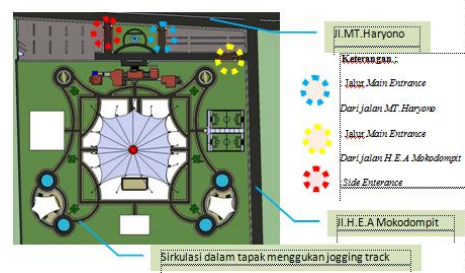 Jl.MT.Haryono
Keterangan :
Jalur Main Entrance
Dari jalan MT.Haryono
Jalur Main Entrance
Dari jalan H.E.A Mokodompit
Side Enterance
Jl.H.E.A Mokodompit
Sirkulasi dalam tapak menggukan jogging track